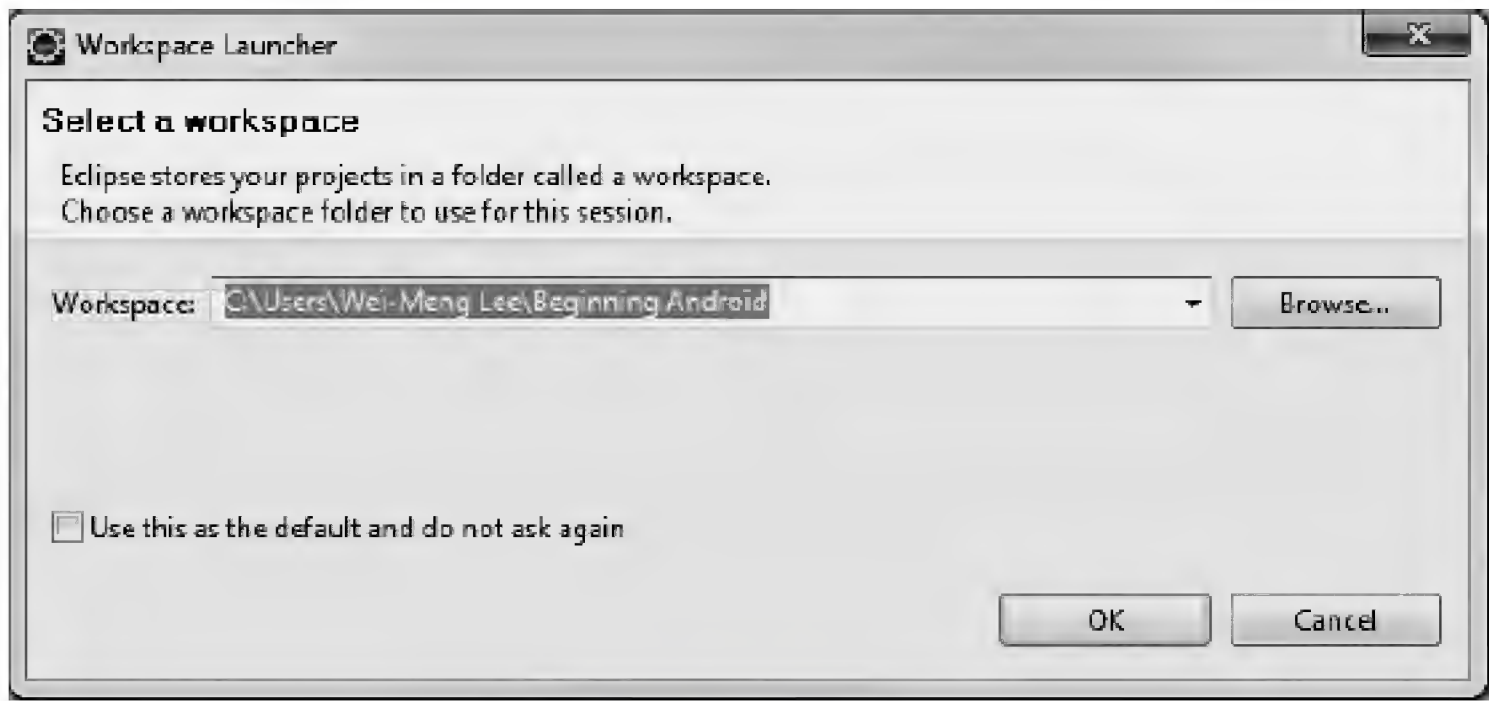 Workspace Launcher
Select a workspace
Eclipse stores your projects in a folder called a workspace.
Choose a workspace folder to use for this session.
Workspace: C:\Users\Wei-Meng Lee\Beginning Android Browse...
Use this as the default and do not ask again
OK Cancel